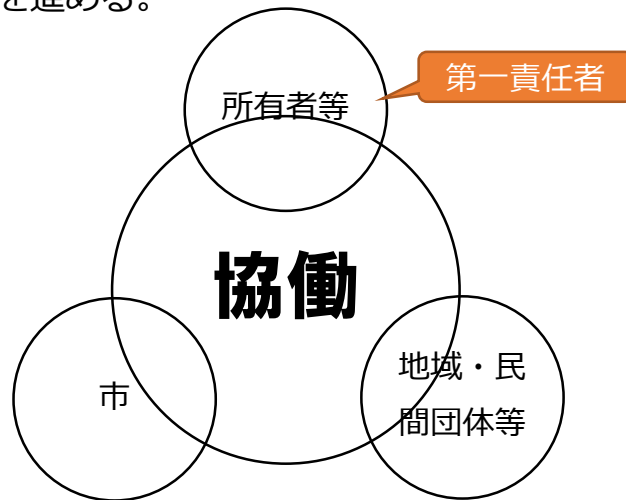 を進める。
第一責任者
所有者等
協働
市
地域・民
間団体等